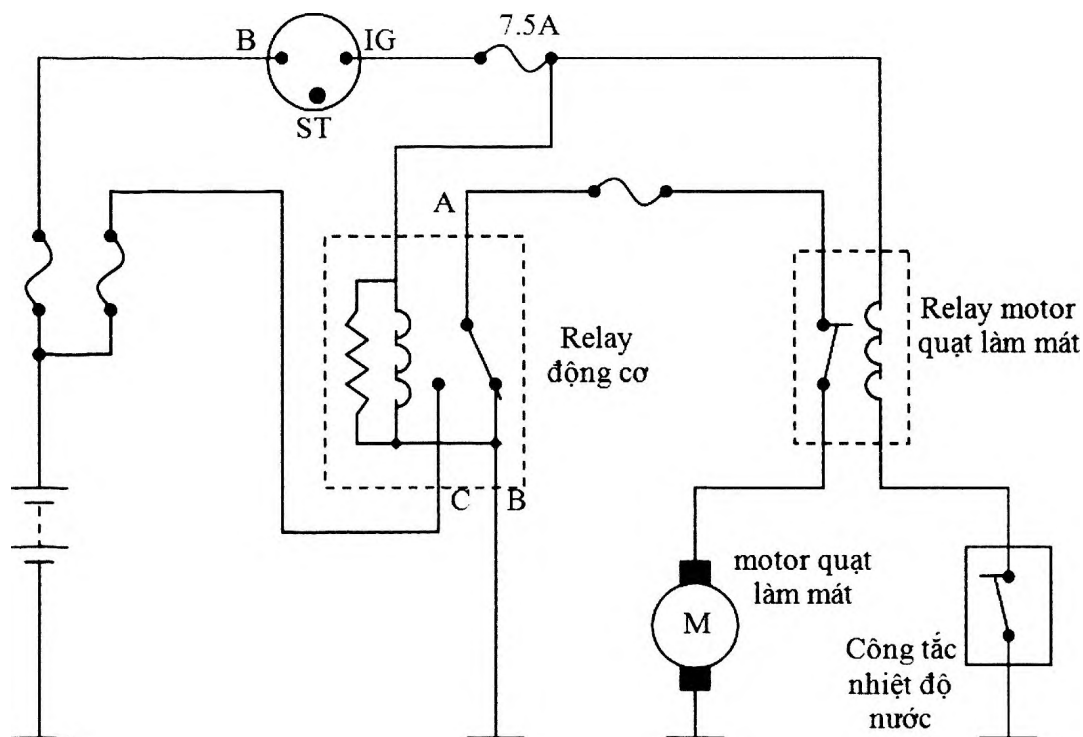 7.5A
B
IG
ST
A
Relay
động cơ
Relay motor
quạt làm mát
C
B
motor quạt
làm mát
M
Công tắc
nhiệt độ
nước